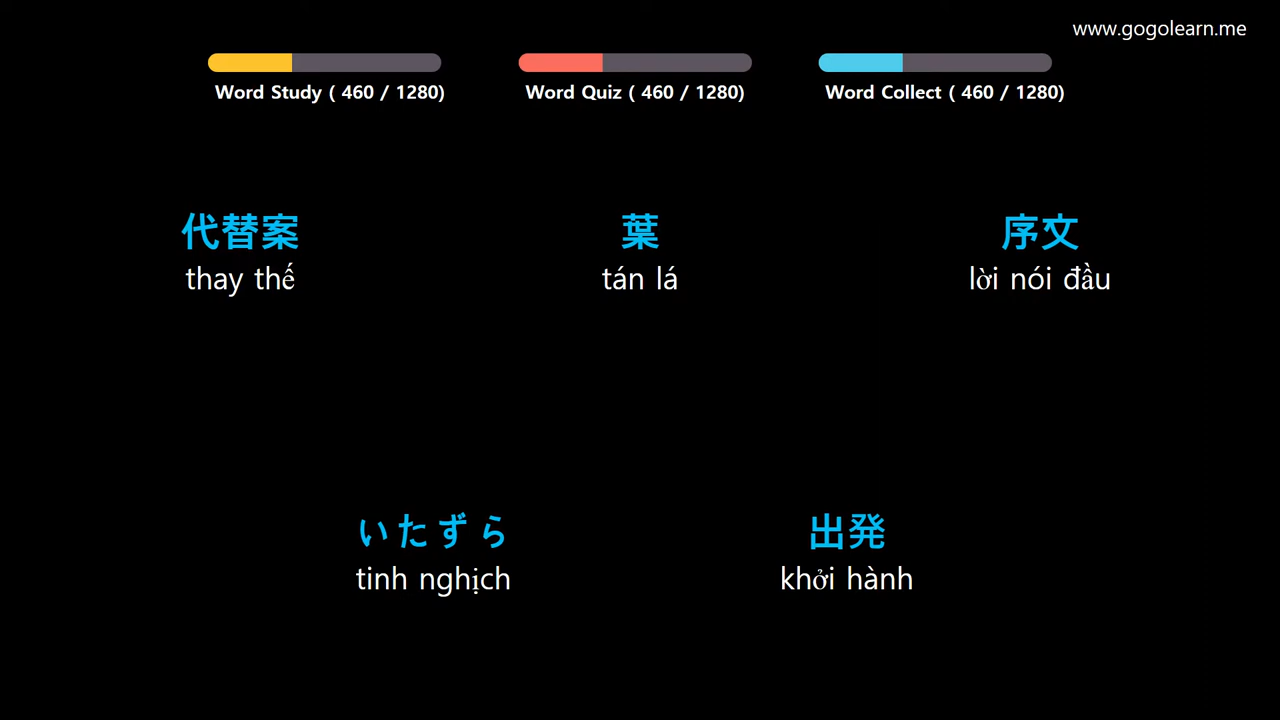 www.gogolearn.me
Word Study ( 460 / 1280)
Word Quiz ( 460 / 1280)
Word Collect ( 460 / 1280)
代替案
thay thế
葉
tán lá
序文
lời nói đầu
いたずら
tinh nghịch
出発
khởi hành